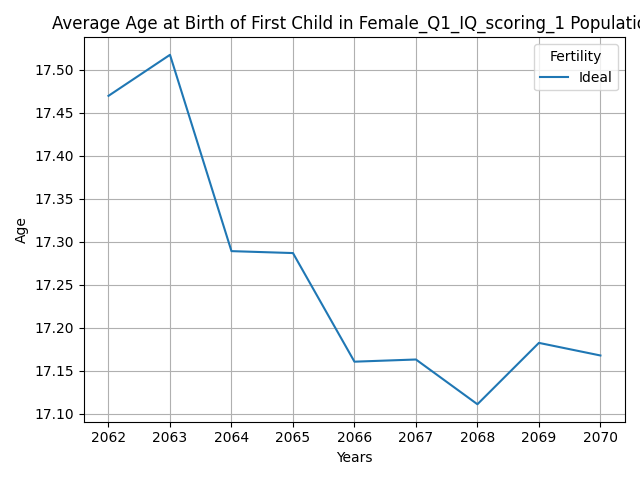 Average Age at Birth of First Child in Female_Q1_IQ_scoring_1 Populatio
Fertility
Ideal
17.50
17.45
17.40
17.35
17.30
17.25
17.20
17.15
17.10
Age
2062 2063 2064 2065 2066 2067 2068 2069 2070
Years